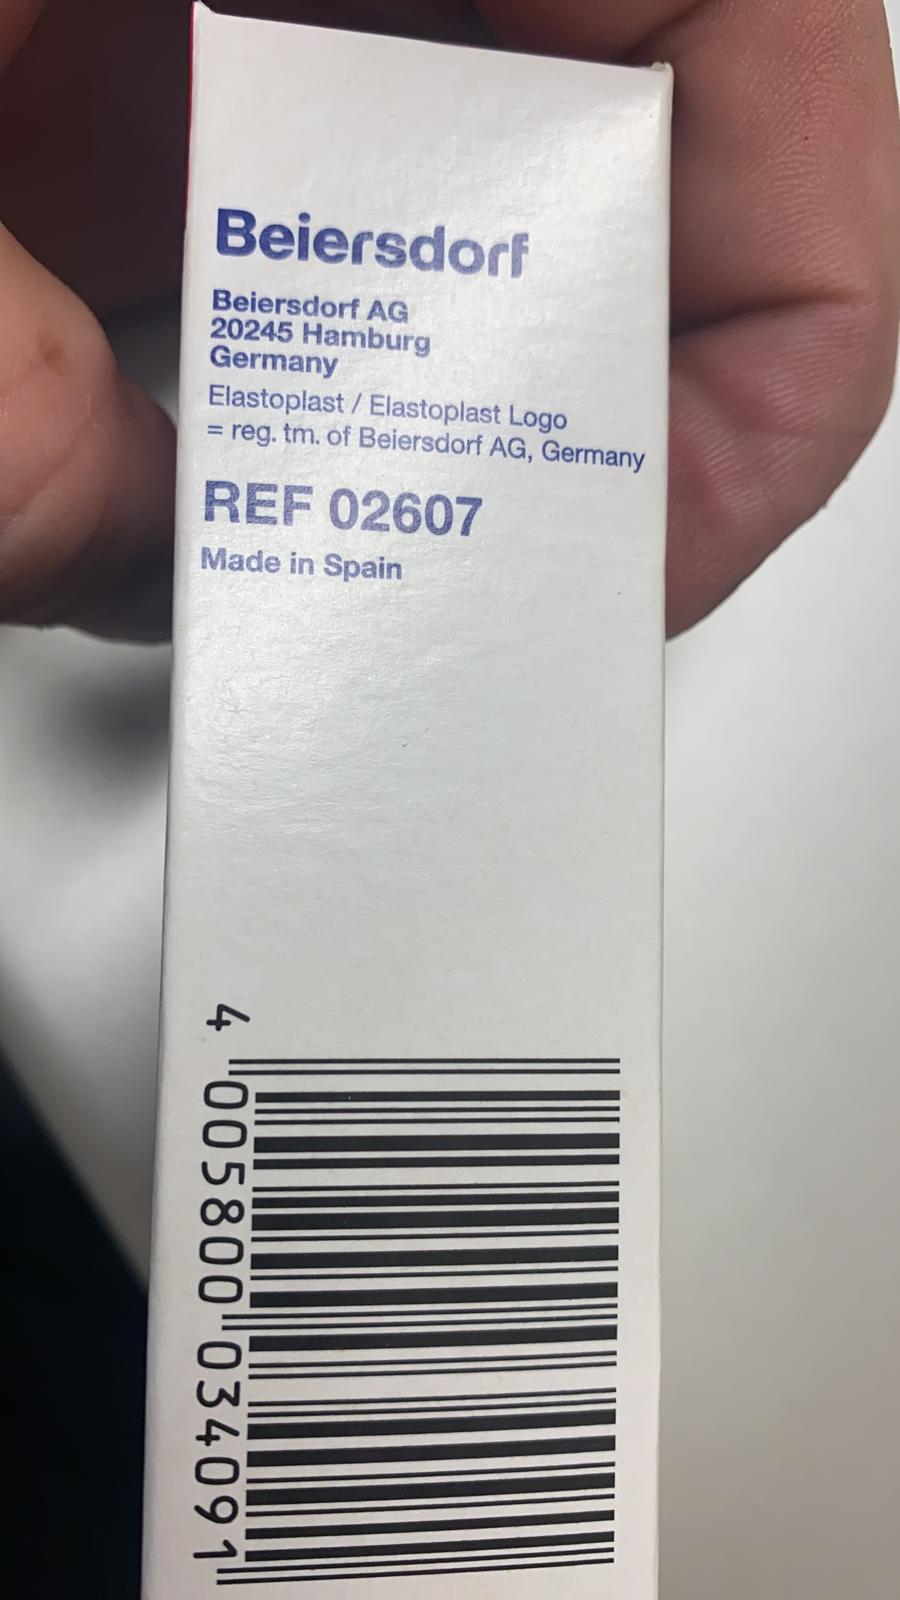 Beiersdorf
Beiersdorf AG
20245 Hamburg
Germany
Elastoplast / Elastoplast Logo
= reg. tm. of Beiersdorf AG, Germany
REF 02607
Made in Spain
4 005800 034091